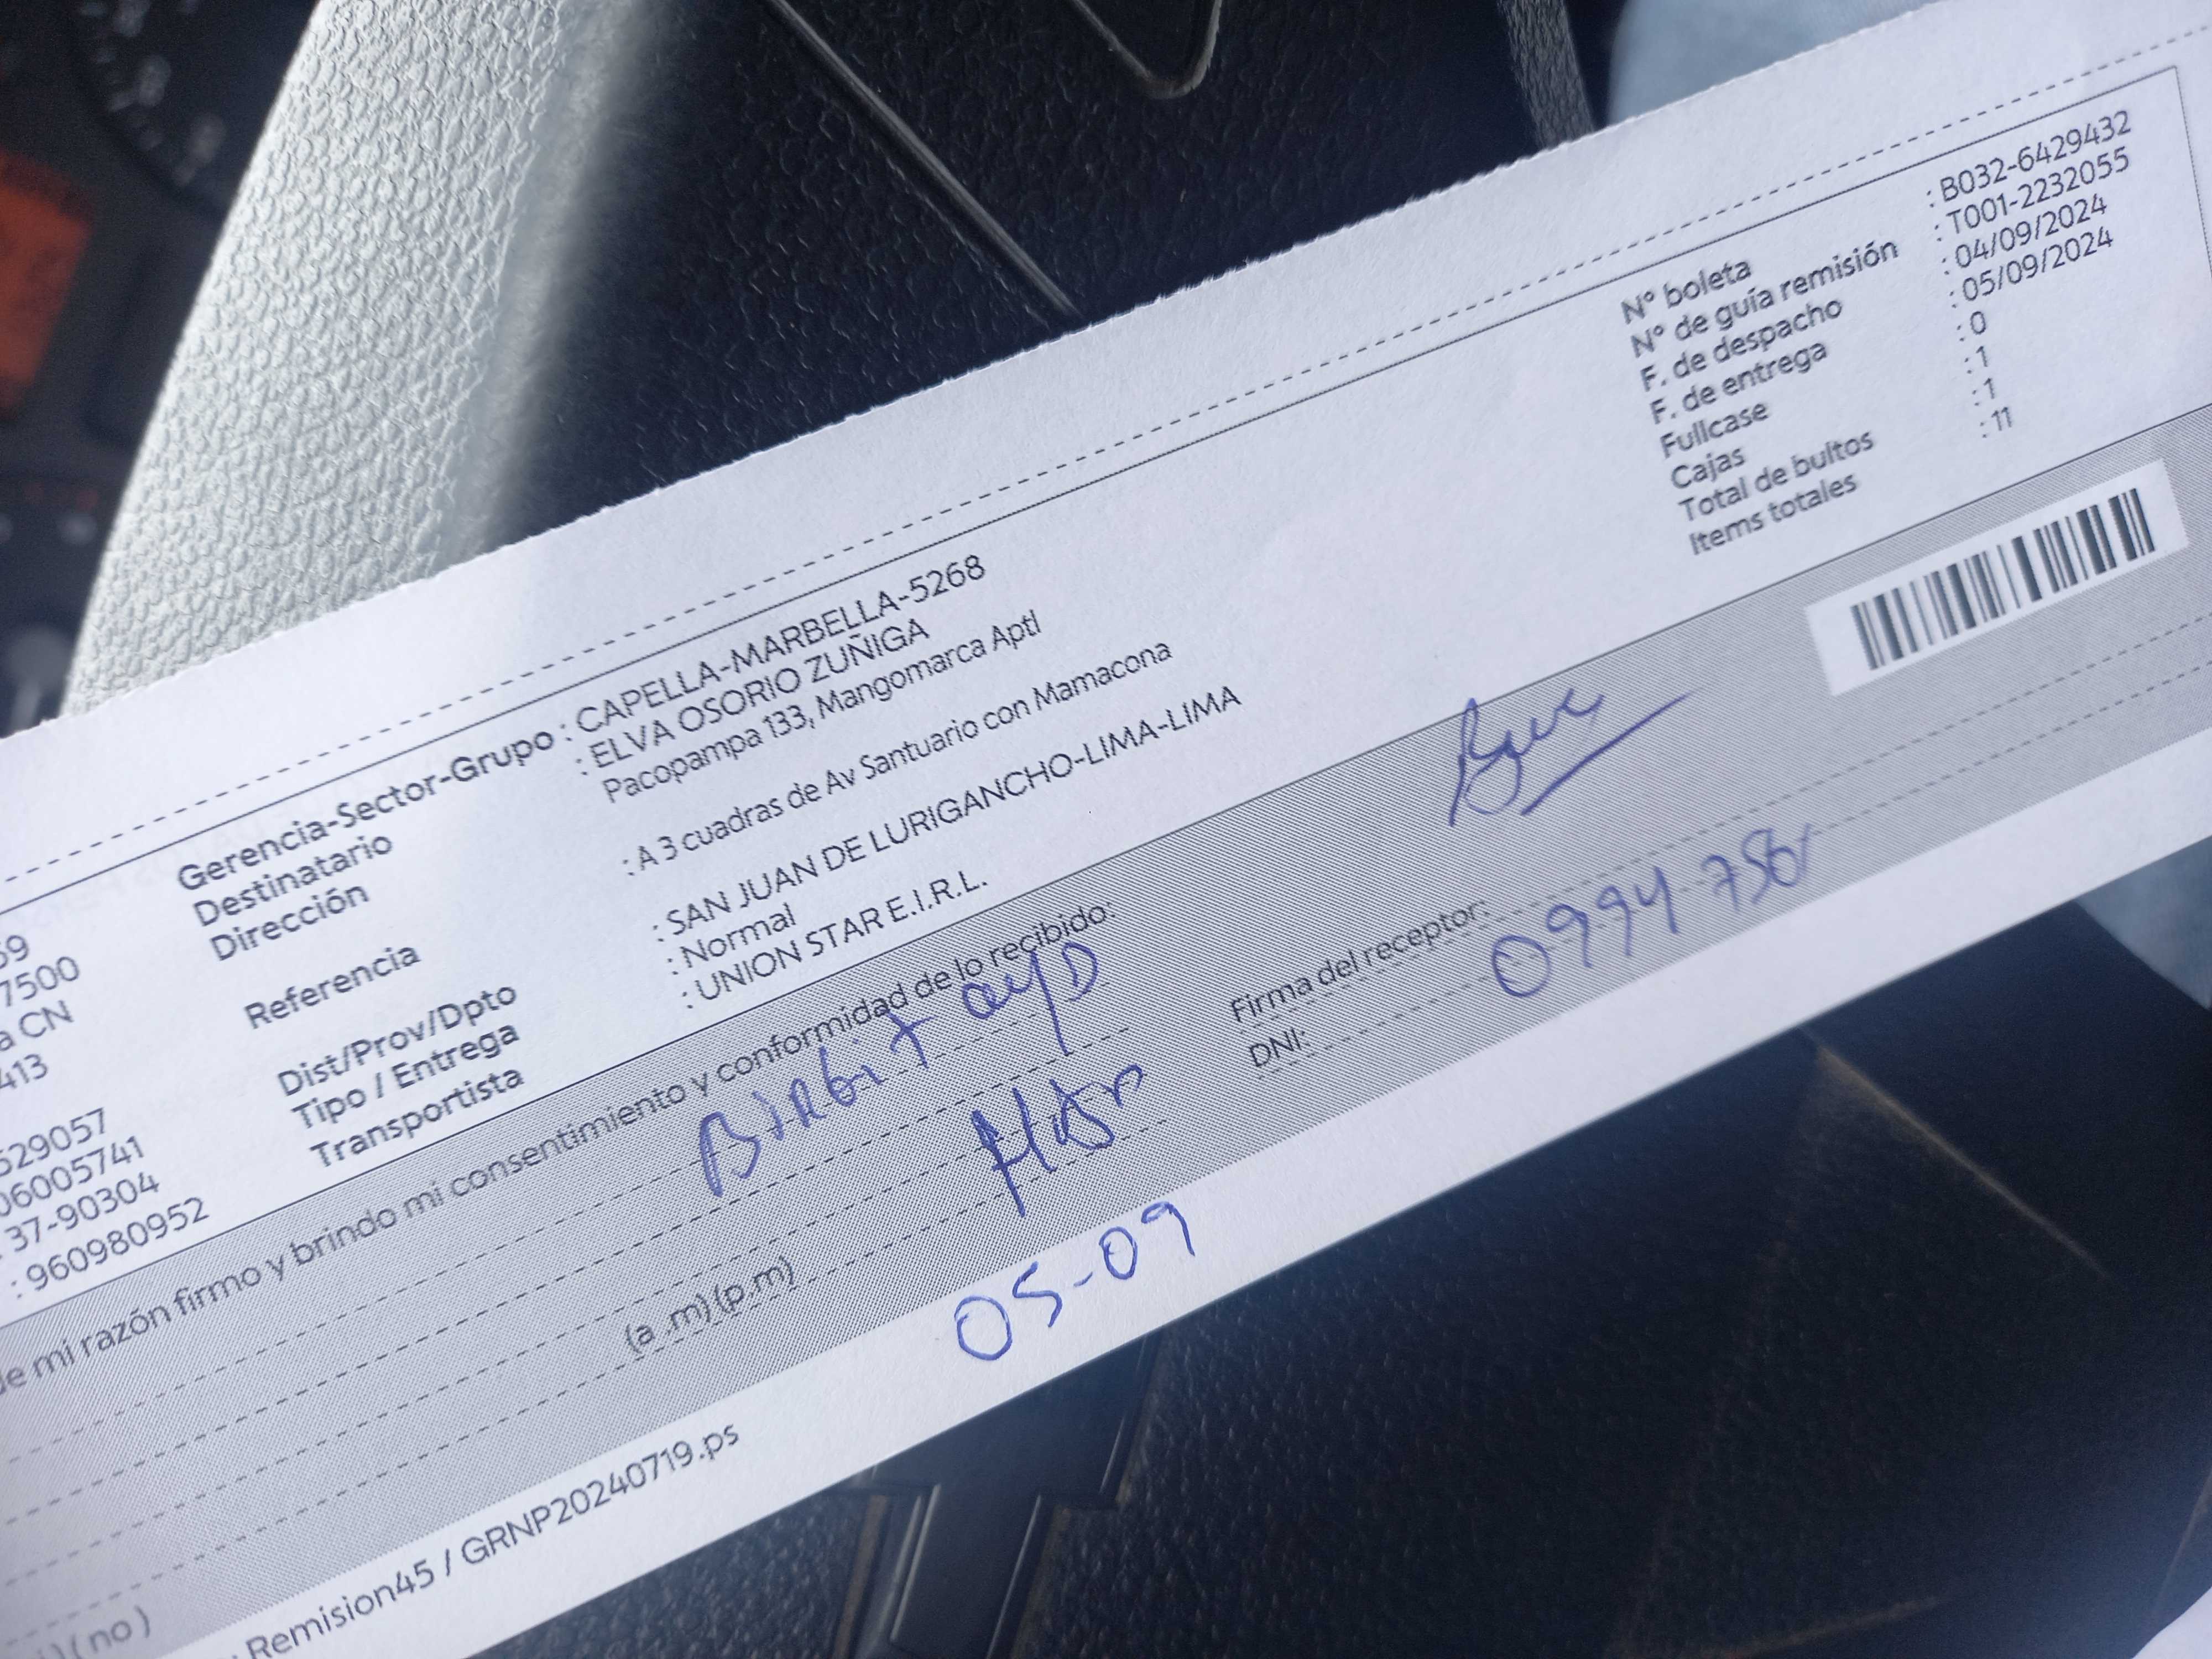 59
7500
a CN
413
529057
06005741
: 37-90304
: 960980952
Gerencia-Sector-Grupo : CAPELLA-MARBELLA-5268
Destinatario : ELVA OSORIO ZUÑIGA
Dirección Pacopampa 133, Mangomarca Aptl
Referencia : A 3 cuadras de Av Santuario con Mamacona
Dist/Prov/Dpto : SAN JUAN DE LURIGANCHO-LIMA-LIMA
Tipo / Entrega : Normal
Transportista : UNION STAR E.I.R.L.
N° boleta : B032-6429432
N° de guía remisión : T001-2232055
F. de despacho : 04/09/2024
F. de entrega : 05/09/2024
Fullcase : 0
Cajas : 1
Total de bultos : 1
Items totales : 11
de mi razón firmo y brindo mi consentimiento y conformidad de lo recibido:
Firma del receptor:
DNI:
(a .m) (p.m)
05-09
) ( no )
Remision45 / GRNP20240719.ps